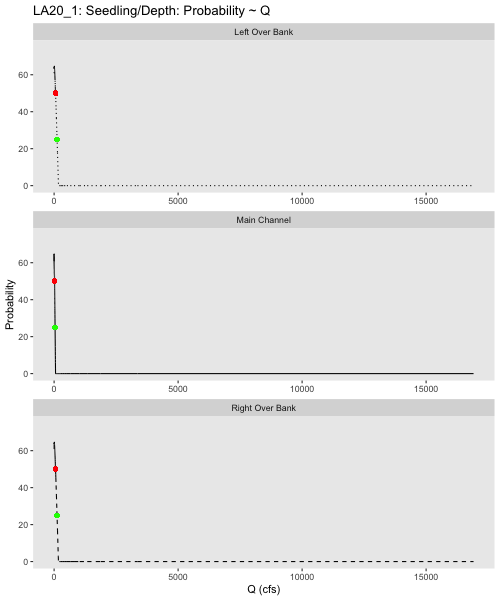 LA20_1: Seedling/Depth: Probability ~ Q
Left Over Bank
60
40
20
0
0 5000 10000 15000
Main Channel
60
40
20
0
0 5000 10000 15000
Probability
Right Over Bank
60
40
20
0
0 5000 10000 15000
Q (cfs)